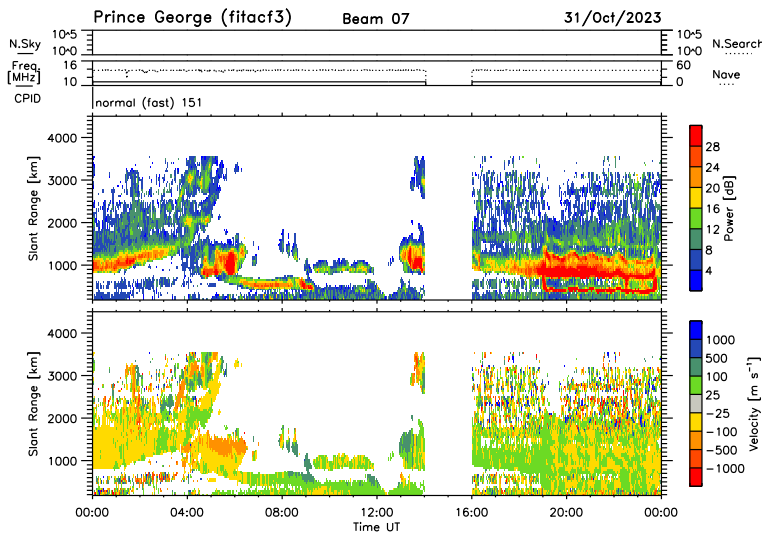 Prince George (fitacf3) Beam 07 31/Oct/2023
N.Sky 10^5 10^0 10^5 10^0 N.Search
Freq. [MHz] 16 10 60 0 Nave
CPID normal (fast) 151
Slant Range [km] 4000 3000 2000 1000
28 24 20 16 12 8 4 Power [dB]
Slant Range [km] 4000 3000 2000 1000
1000 500 100 25 -25 -100 -500 -1000 Velocity [m s⁻¹]
00:00 04:00 08:00 12:00 16:00 20:00 00:00
Time UT